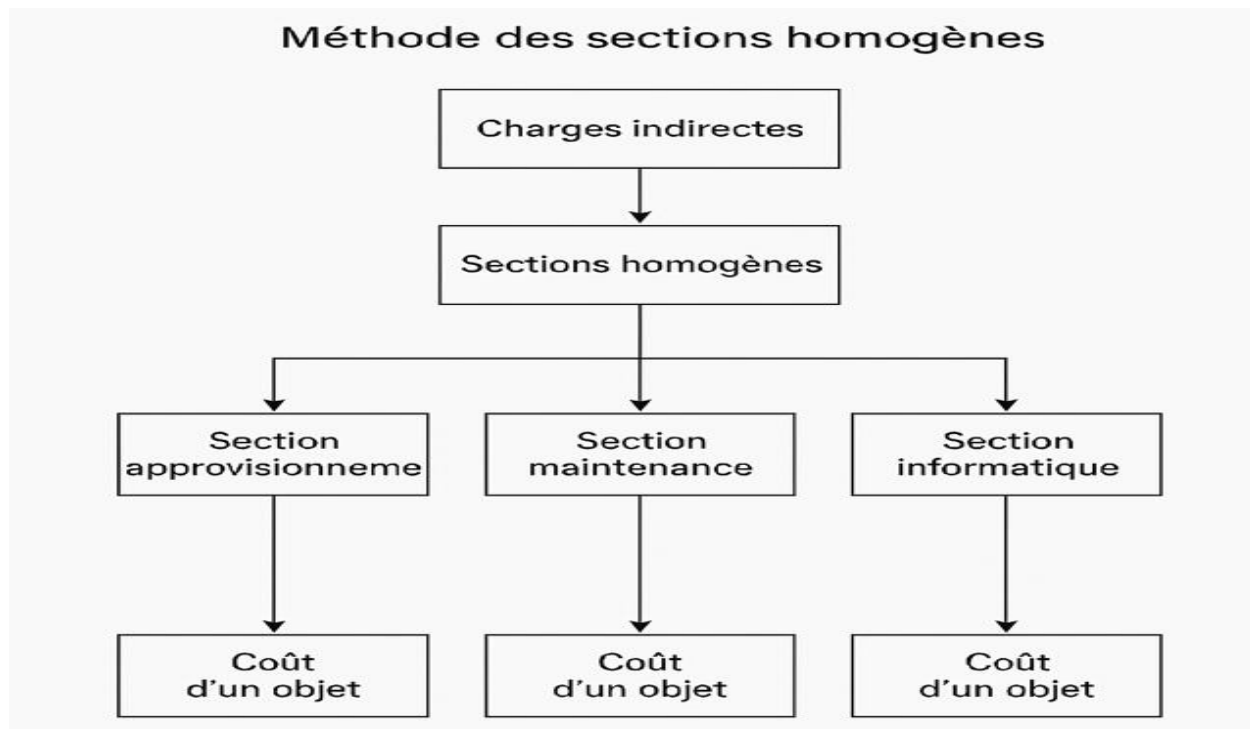 Méthode des sections homogènes
Charges indirectes
Sections homogènes
Section
approvisionneme
Section
maintenance
Section
informatique
Coût
d’un objet
Coût
d’un objet
Coût
d’un objet